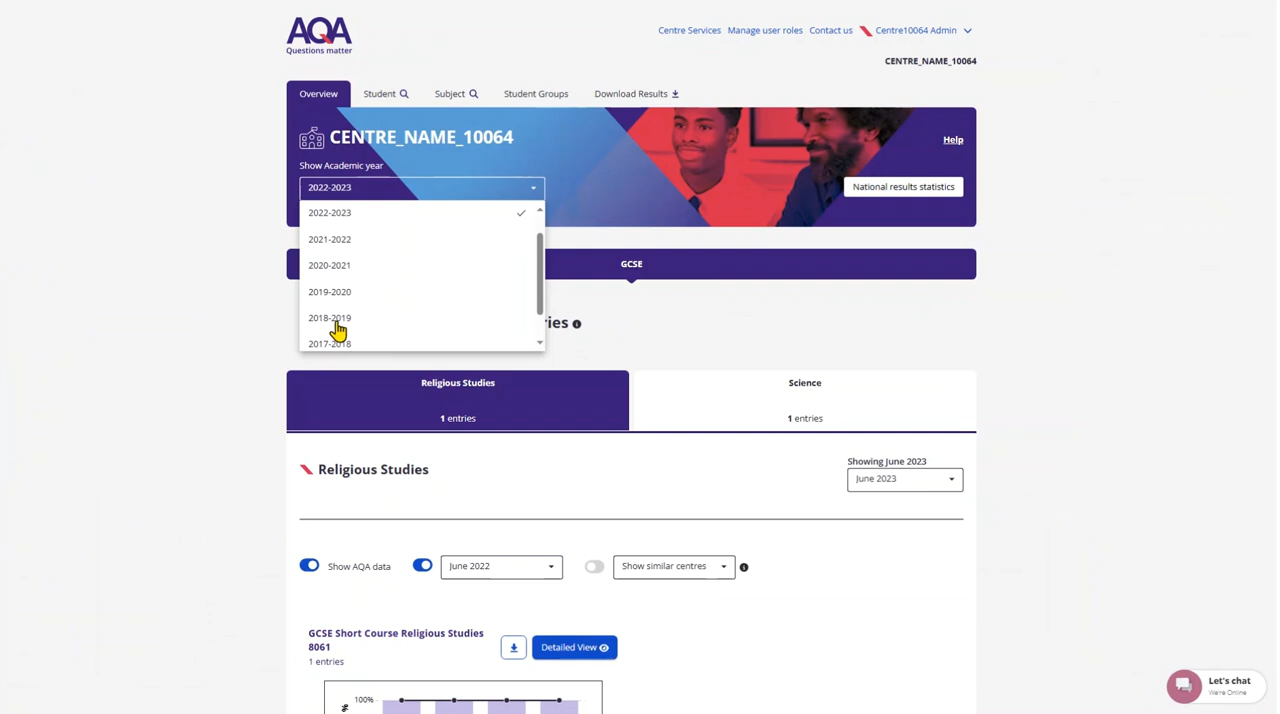 AQA
Questions matter
Centre Services Manage user roles Contact us Centre10064 Admin
CENTRE_NAME_10064
Overview Student Subject Student Groups Download Results
CENTRE_NAME_10064
Help
Show Academic year
2022-2023
National results statistics
2022-2023
2021-2022
2020-2021
2019-2020
2018-2019
2017-2018
GCSE
Religious Studies
1 entries
Science
1 entries
Religious Studies
Showing June 2023
June 2023
Show AQA data June 2022 Show similar centres
GCSE Short Course Religious Studies
8061
1 entries
Detailed View
100%
Let's chat
We're Online